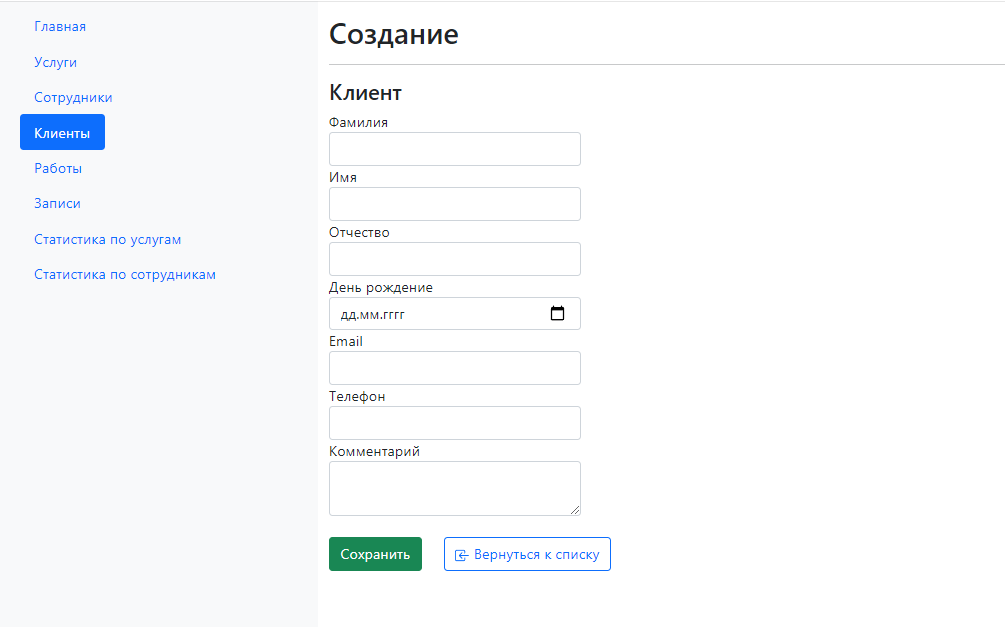 Главная
Услуги
Сотрудники
Клиенты
Работы
Записи
Статистика по услугам
Статистика по сотрудникам
Создание
Клиент
Фамилия
Имя
Отчество
День рождение
дд.мм.гггг
Email
Телефон
Комментарий
Сохранить
Вернуться к списку